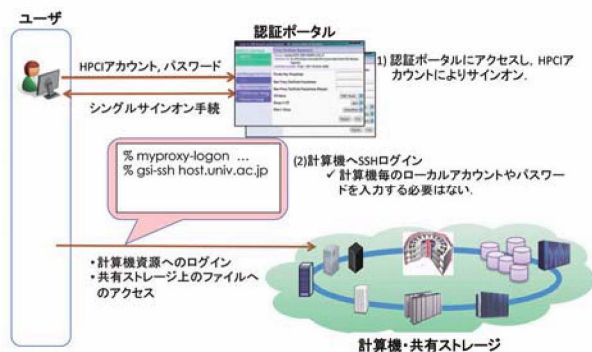 ユーザ
認証ポータル
HPCIアカウント, パスワード
シングルサインオン手続
1) 認証ポータルにアクセスし, HPCIア
カウントによりサインオン.
% myproxy-logon …
% gsi-ssh host.univ.ac.jp
(2)計算機へSSHログイン
✓ 計算機毎のローカルアカウントやパスワー
ドを入力する必要はない.
・計算機資源へのログイン
・共有ストレージ上のファイルへ
のアクセス
計算機・共有ストレージ